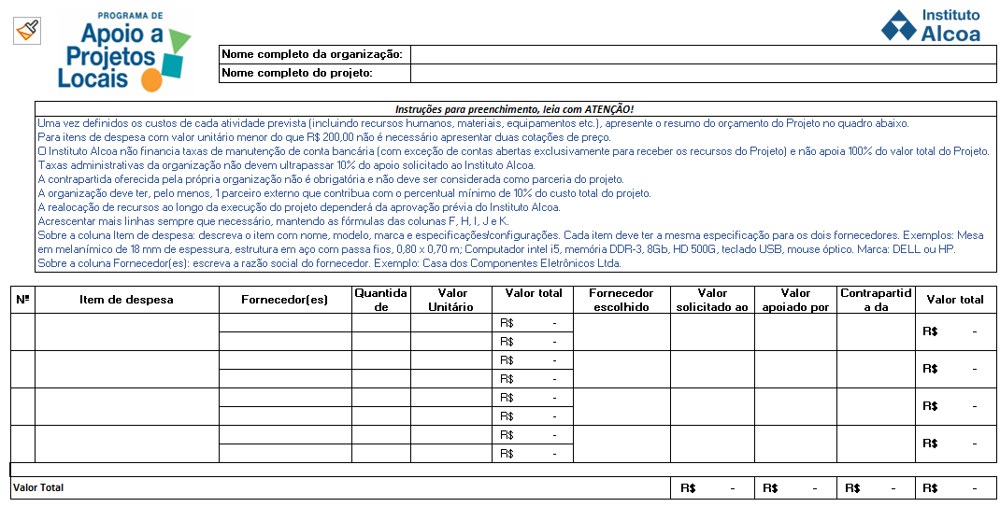 PROGRAMA DE
Apoio a
Projetos
Locais
Instituto
Alcoa
Nome completo da organização:
Nome completo do projeto:
Instruções para preenchimento, leia com ATENÇÃO!
Uma vez definidos os custos de cada atividade prevista (incluindo recursos humanos, materiais, equipamentos etc.), apresente o resumo do orçamento do Projeto no quadro abaixo.
Para itens de despesa com valor unitário menor do que R$ 200,00 não é necessário apresentar duas cotações de preço.
O Instituto Alcoa não financia taxas de manutenção de conta bancária (com exceção de contas abertas exclusivamente para receber os recursos do Projeto) e não apoia 100% do valor total do Projeto.
Taxas administrativas da organização não devem ultrapassar 10% do apoio solicitado ao Instituto Alcoa.
A contrapartida oferecida pela própria organização não é obrigatória e não deve ser considerada como parceria do projeto.
A organização deve ter, pelo menos, 1 parceiro externo que contribua com o percentual mínimo de 10% do custo total do projeto.
A realocação de recursos ao longo da execução do projeto dependerá da aprovação prévia do Instituto Alcoa.
Acrescentar mais linhas sempre que necessário, mantendo as fórmulas das colunas F, H, I, J e K.
Sobre a coluna Item de despesa: descreva o item com nome, modelo, marca e especificações/configurações. Cada item deve ter a mesma especificação para os dois fornecedores. Exemplos: Mesa
em melanímico de 18 mm de espessura, estrutura em aço com passa fios, 0,80 x 0,70 m; Computador intel i5, memória DDR-3, 8Gb, HD 500G, teclado USB, mouse óptico. Marca: DELL ou HP.
Sobre a coluna Fornecedor(es): escreva a razão social do fornecedor. Exemplo: Casa dos Componentes Eletrônicos Ltda.
Nº Item de despesa Fornecedor(es) Quantida de Valor Unitário Valor total Fornecedor escolhido Valor solicitado ao Valor apoiado por Contrapartid a da Valor total
R$ -
R$ -
R$ -
R$ -
R$ -
R$ -
R$ -
R$ -
R$ -
R$ -
R$ -
R$ -
Valor Total R$ - R$ - R$ - R$ -